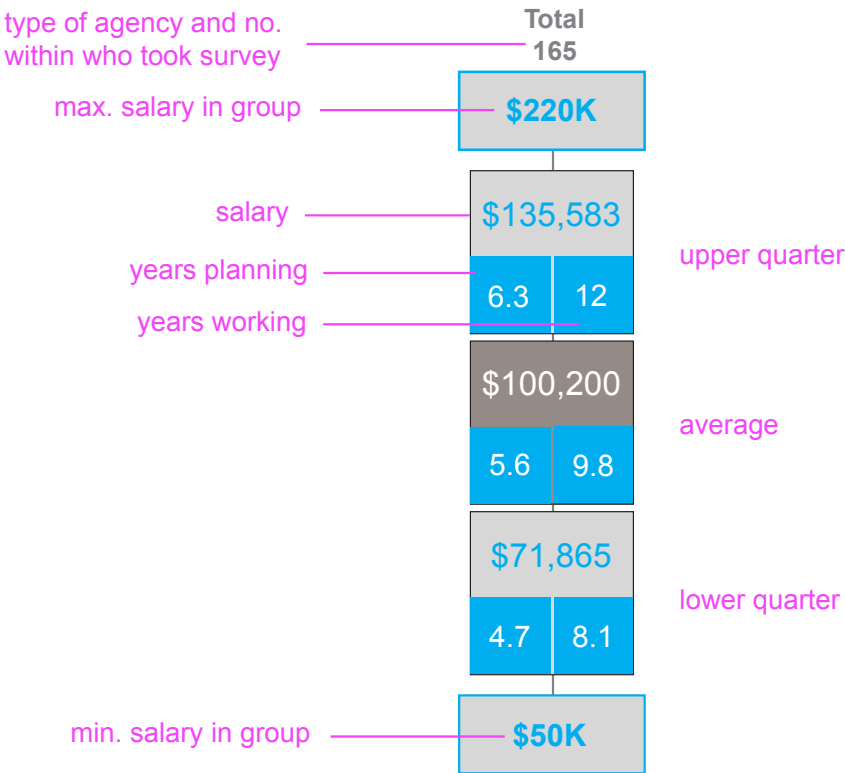 type of agency and no.
within who took survey
Total
165
max. salary in group
$220K
salary
$135,583
years planning
6.3
12
years working
upper quarter
$100,200
5.6
9.8
average
$71,865
4.7
8.1
lower quarter
min. salary in group
$50K